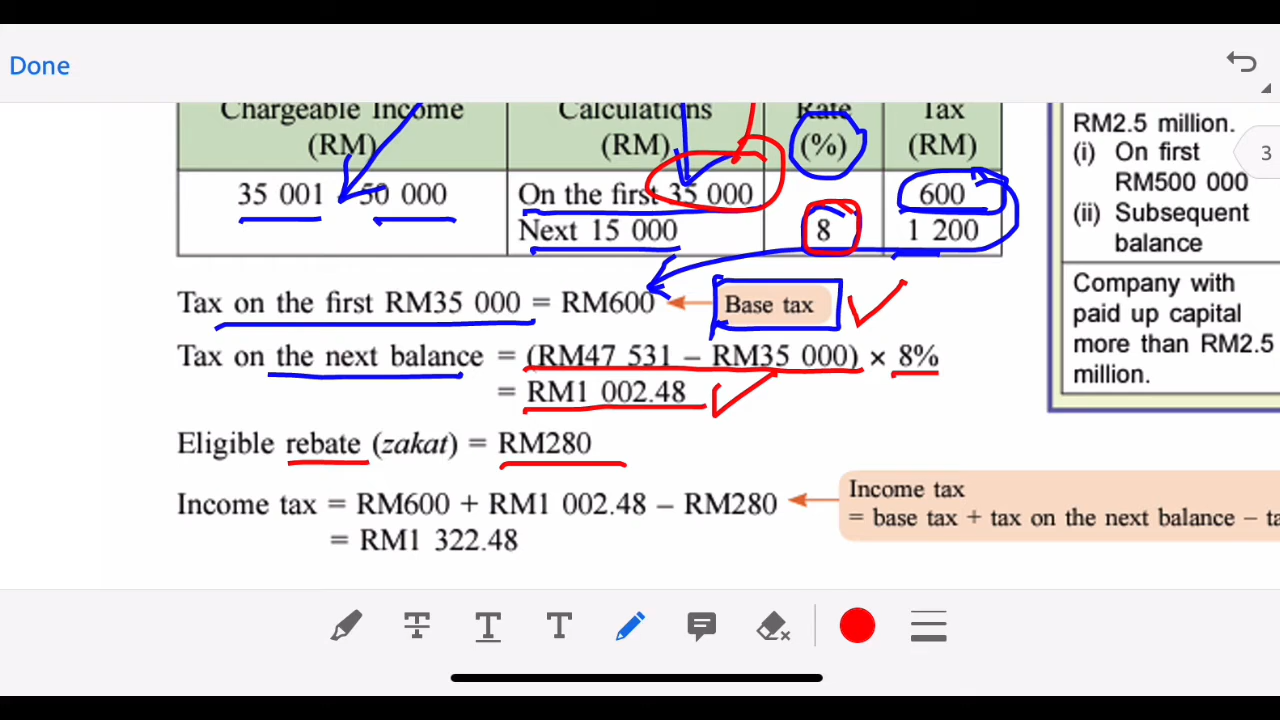 Done
3
Chargeable Income Calculations Rate Tax
(RM) (RM) (%) (RM)
35 001 – 50 000 On the first 35 000 600
Next 15 000 8 1 200
Tax on the first RM35 000 = RM600 Base tax
Tax on the next balance = (RM47 531 – RM35 000) × 8%
= RM1 002.48
Eligible rebate (zakat) = RM280
Income tax = RM600 + RM1 002.48 – RM280
= RM1 322.48
Income tax
= base tax + tax on the next balance –
RM2.5 million.
(i) On first
RM500 000
(ii) Subsequent
balance
Company with
paid up capital
more than RM2.5
million.
T
T
T